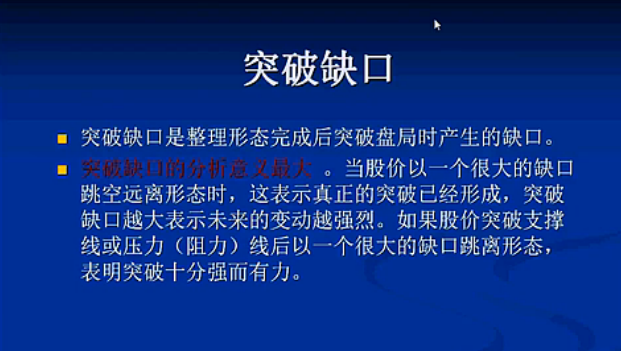 突破缺口
突破缺口是整理形态完成后突破盘局时产生的缺口。
突破缺口的分析意义最大 。当股价以一个很大的缺口
跳空远离形态时，这表示真正的突破已经形成，突破
缺口越大表示未来的变动越强烈。如果股价突破支撑
线或压力（阻力）线后以一个很大的缺口跳离形态，
表明突破十分强而有力。